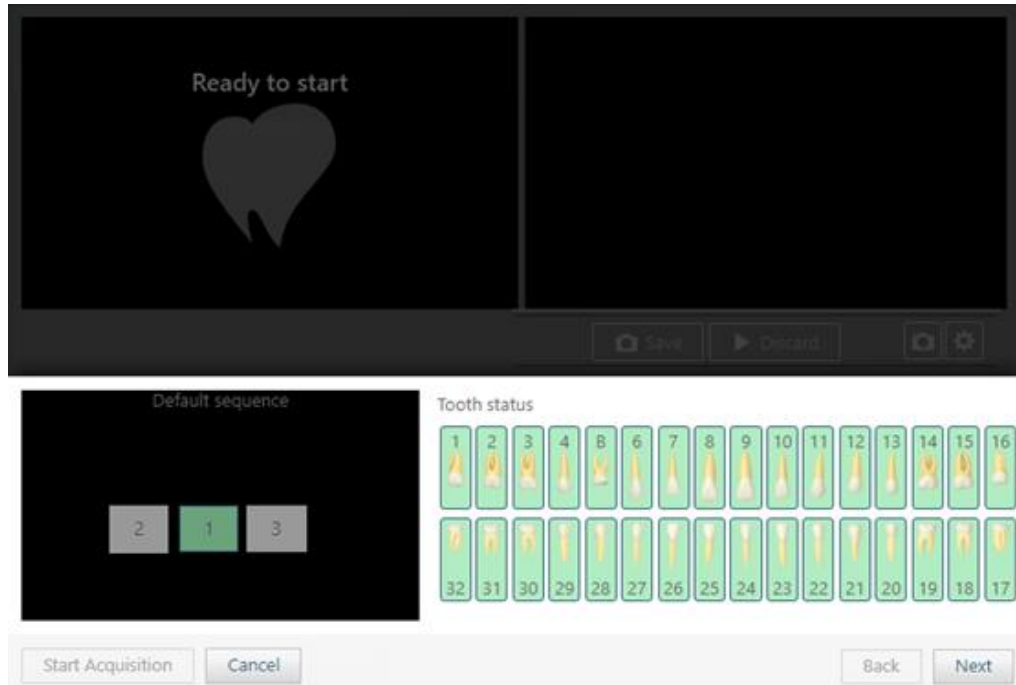 Ready to start
Save
Discard
Default sequence
2 1 3
Tooth status
1 2 3 4 B 6 7 8 9 10 11 12 13 14 15 16
32 31 30 29 28 27 26 25 24 23 22 21 20 19 18 17
Start Acquisition
Cancel
Back
Next